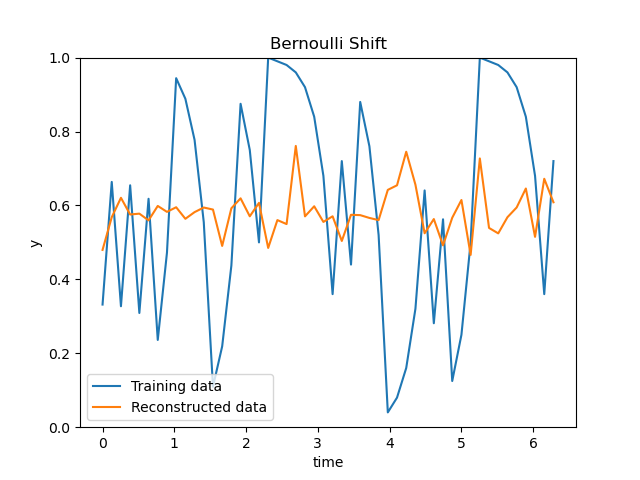 Bernoulli Shift
1.0
0.8
0.6
0.4
0.2
0.0
y
Training data
Reconstructed data
0 1 2 3 4 5 6
time